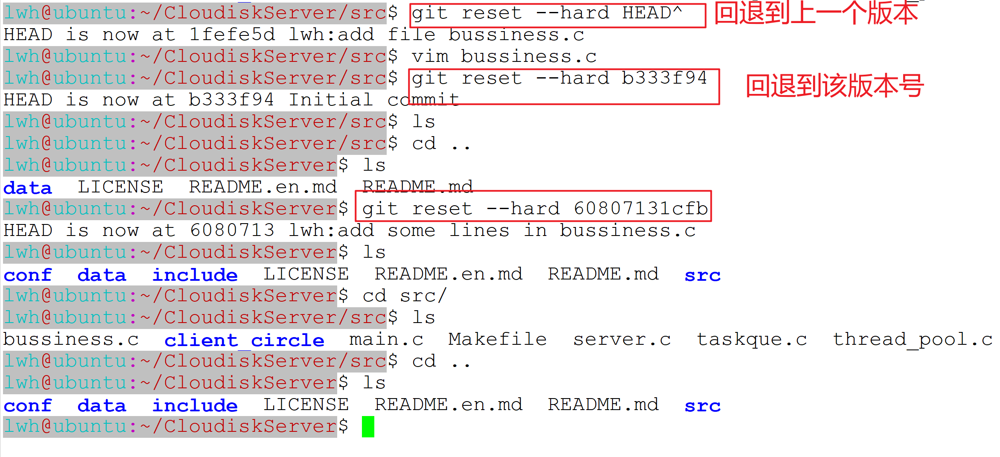 lwh@ubuntu:~/CloudiskServer/src$ git reset --hard HEAD^ 回退到上一个版本
HEAD is now at 1fefe5d lwh:add file bussiness.c
lwh@ubuntu:~/CloudiskServer/src$ vim bussiness.c
lwh@ubuntu:~/CloudiskServer/src$ git reset --hard b333f94 回退到该版本号
HEAD is now at b333f94 Initial commit
lwh@ubuntu:~/CloudiskServer/src$ ls
lwh@ubuntu:~/CloudiskServer/src$ cd ..
lwh@ubuntu:~/CloudiskServer$ ls
data  LICENSE  README.en.md  README.md
lwh@ubuntu:~/CloudiskServer$ git reset --hard 60807131cfb
HEAD is now at 6080713 lwh:add some lines in bussiness.c
lwh@ubuntu:~/CloudiskServer$ ls
conf  data  include  LICENSE  README.en.md  README.md  src
lwh@ubuntu:~/CloudiskServer$ cd src/
lwh@ubuntu:~/CloudiskServer/src$ ls
bussiness.c  client_circle  main.c  Makefile  server.c  taskque.c  thread_pool.c
lwh@ubuntu:~/CloudiskServer/src$ cd ..
lwh@ubuntu:~/CloudiskServer$ ls
conf  data  include  LICENSE  README.en.md  README.md  src
lwh@ubuntu:~/CloudiskServer$